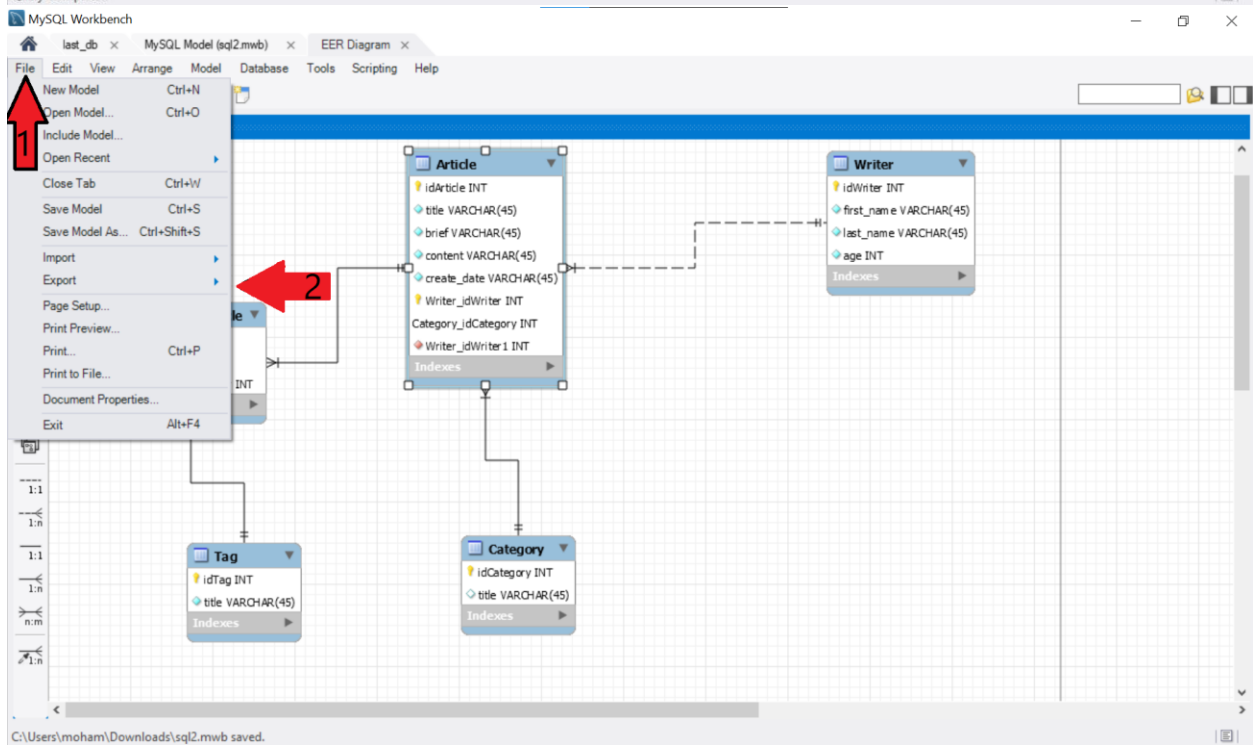 MySQL Workbench
last_db × MySQL Model (sql2.mwb) × EER Diagram ×
File Edit View Arrange Model Database Tools Scripting Help
New Model Ctrl+N
Open Model... Ctrl+O
Include Model...
Open Recent
Close Tab Ctrl+W
Save Model Ctrl+S
Save Model As... Ctrl+Shift+S
Import
Export
Page Setup...
Print Preview...
Print... Ctrl+P
Print to File...
Document Properties...
Exit Alt+F4
1
2
Article
idArticle INT
title VARCHAR(45)
brief VARCHAR(45)
content VARCHAR(45)
create_date VARCHAR(45)
Writer_idWriter INT
Category_idCategory INT
Writer_idWriter1 INT
Indexes
Writer
idWriter INT
first_name VARCHAR(45)
last_name VARCHAR(45)
age INT
Indexes
le
INT
1:1
1:n
1:1
1:n
n:m
1:n
Tag
idTag INT
title VARCHAR(45)
Indexes
Category
idCategory INT
title VARCHAR(45)
Indexes
C:\Users\moham\Downloads\sql2.mwb saved.